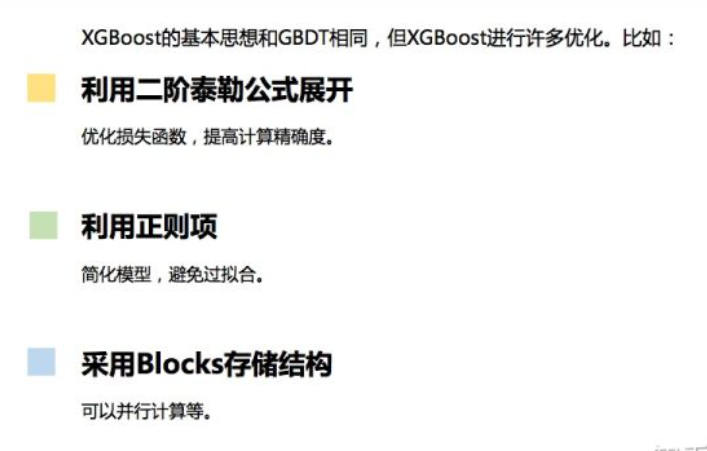 XGBoost的基本思想和GBDT相同，但XGBoost进行许多优化。比如：
利用二阶泰勒公式展开
优化损失函数，提高计算精确度。
利用正则项
简化模型，避免过拟合。
采用Blocks存储结构
可以并行计算等。